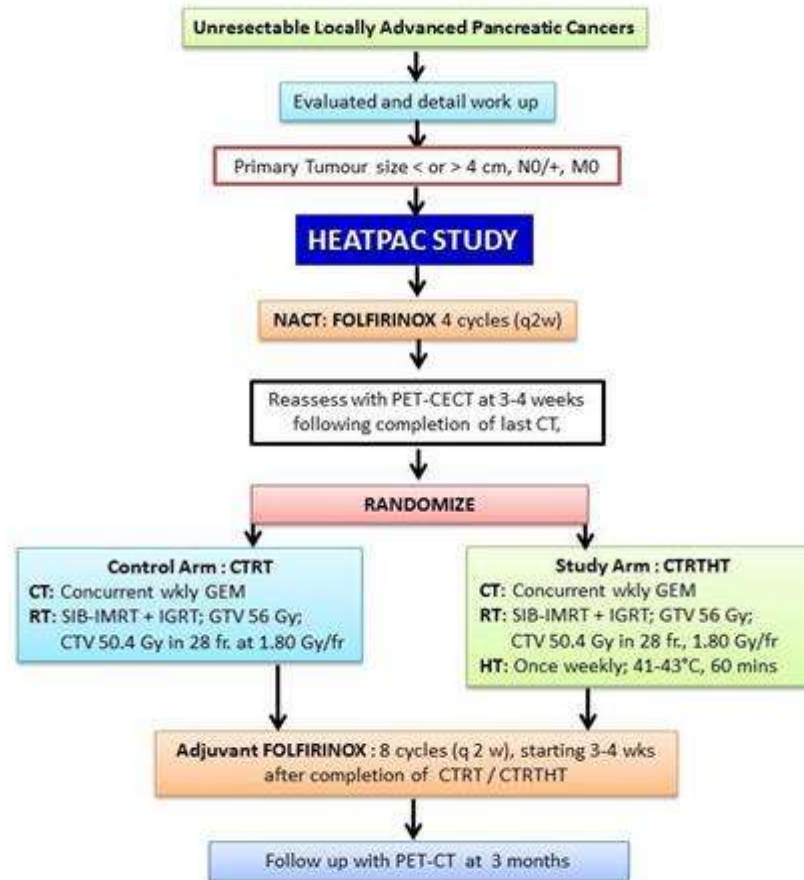 Unresectable Locally Advanced Pancreatic Cancers
Evaluated and detail work up
Primary Tumour size < or > 4 cm, N0/+, M0
HEATPAC STUDY
NACT: FOLFIRINOX 4 cycles (q2w)
Reassess with PET-CECT at 3-4 weeks
following completion of last CT,
RANDOMIZE
Control Arm : CTRT
CT: Concurrent wkly GEM
RT: SIB-IMRT + IGRT; GTV 56 Gy;
CTV 50.4 Gy in 28 fr. at 1.80 Gy/fr
Study Arm : CTRTHT
CT: Concurrent wkly GEM
RT: SIB-IMRT + IGRT; GTV 56 Gy;
CTV 50.4 Gy in 28 fr., 1.80 Gy/fr
HT: Once weekly; 41-43°C, 60 mins
Adjuvant FOLFIRINOX : 8 cycles (q 2 w), starting 3-4 wks
after completion of CTRT / CTRTHT
Follow up with PET-CT at 3 months